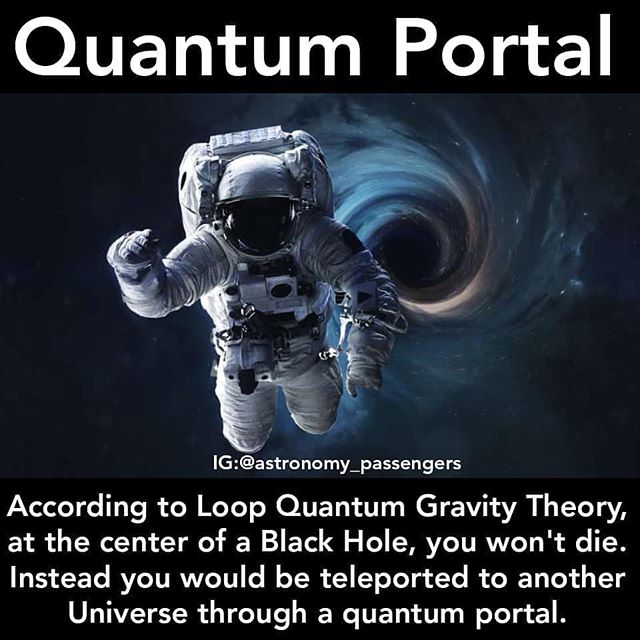 Quantum Portal
IG:@astronomy_passengers
According to Loop Quantum Gravity Theory,
at the center of a Black Hole, you won't die.
Instead you would be teleported to another
Universe through a quantum portal.